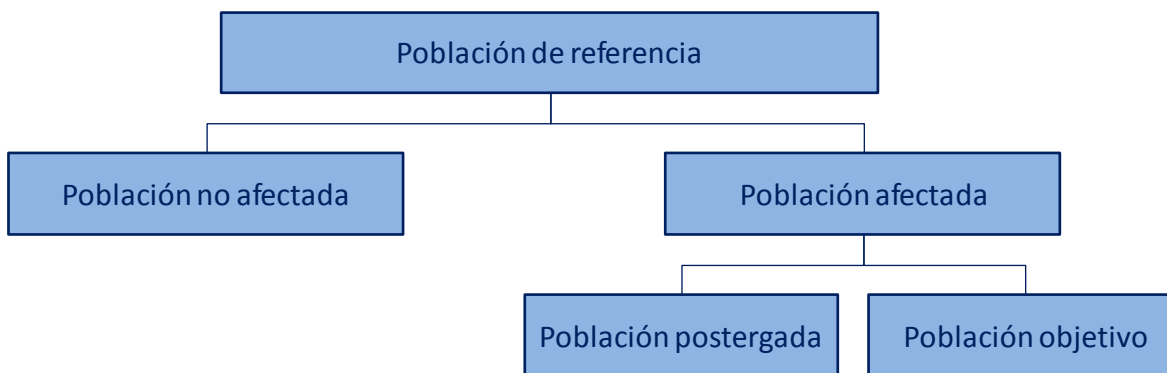 Población de referencia
Población no afectada
Población afectada
Población postergada
Población objetivo